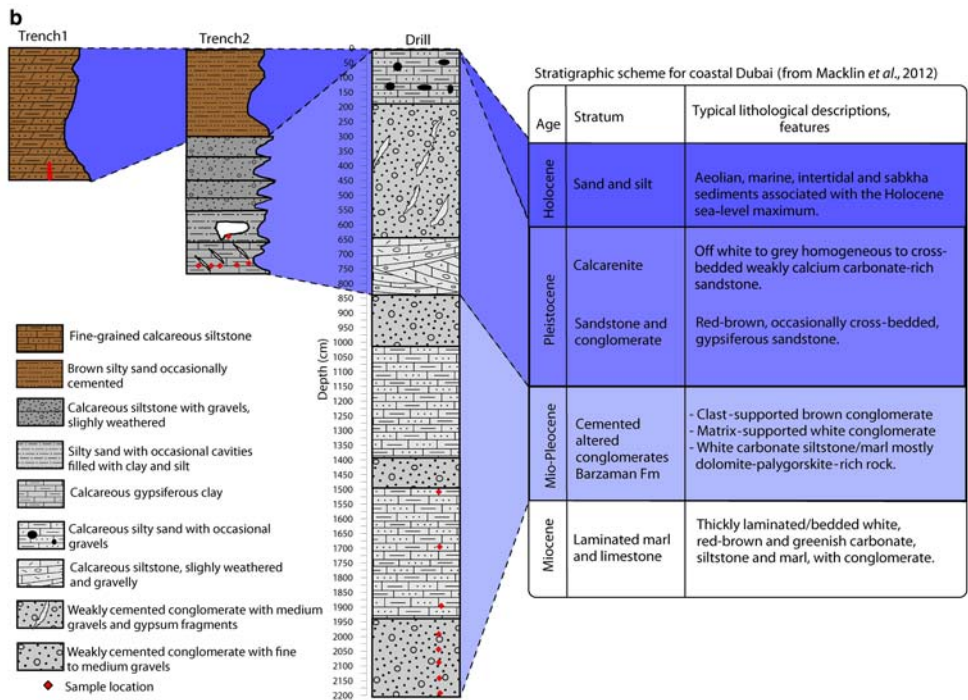 b
Trench1
Trench2
Drill
0
50
100
150
200
250
300
350
400
450
500
550
600
650
700
750
800
850
900
950
1000
1050
1100
1150
1200
1250
1300
1350
1400
1450
1500
1550
1600
1650
1700
1750
1800
1850
1900
1950
2000
2050
2100
2150
2200
Depth (cm)
Fine-grained calcareous siltstone
Brown silty sand occasionally
cemented
Calcareous siltstone with gravels,
slightly weathered
Silty sand with occasional cavities
filled with clay and silt
Calcareous gypsiferous clay
Calcareous silty sand with occasional
gravels
Calcareous siltstone, slightly weathered
and gravelly
Weakly cemented conglomerate with medium
gravels and gypsum fragments
Weakly cemented conglomerate with fine
to medium gravels
Sample location
Stratigraphic scheme for coastal Dubai (from Macklin et al., 2012)
Age
Stratum
Typical lithological descriptions,
features
Holocene
Sand and silt
Aeolian, marine, intertidal and sabkha
sediments associated with the Holocene
sea-level maximum.
Pleistocene
Calcarenite
Off white to grey homogeneous to cross-
bedded weakly calcium carbonate-rich
sandstone.
Sandstone and
conglomerate
Red-brown, occasionally cross-bedded,
gypsiferous sandstone.
Mio-Pleocene
Cemented
altered
conglomerates
Barzaman Fm
- Clast-supported brown conglomerate
- Matrix-supported white conglomerate
- White carbonate siltstone/marl mostly
dolomite-palygorskite-rich rock.
Miocene
Laminated marl
and limestone
Thickly laminated/bedded white,
red-brown and greenish carbonate,
siltstone and marl, with conglomerate.